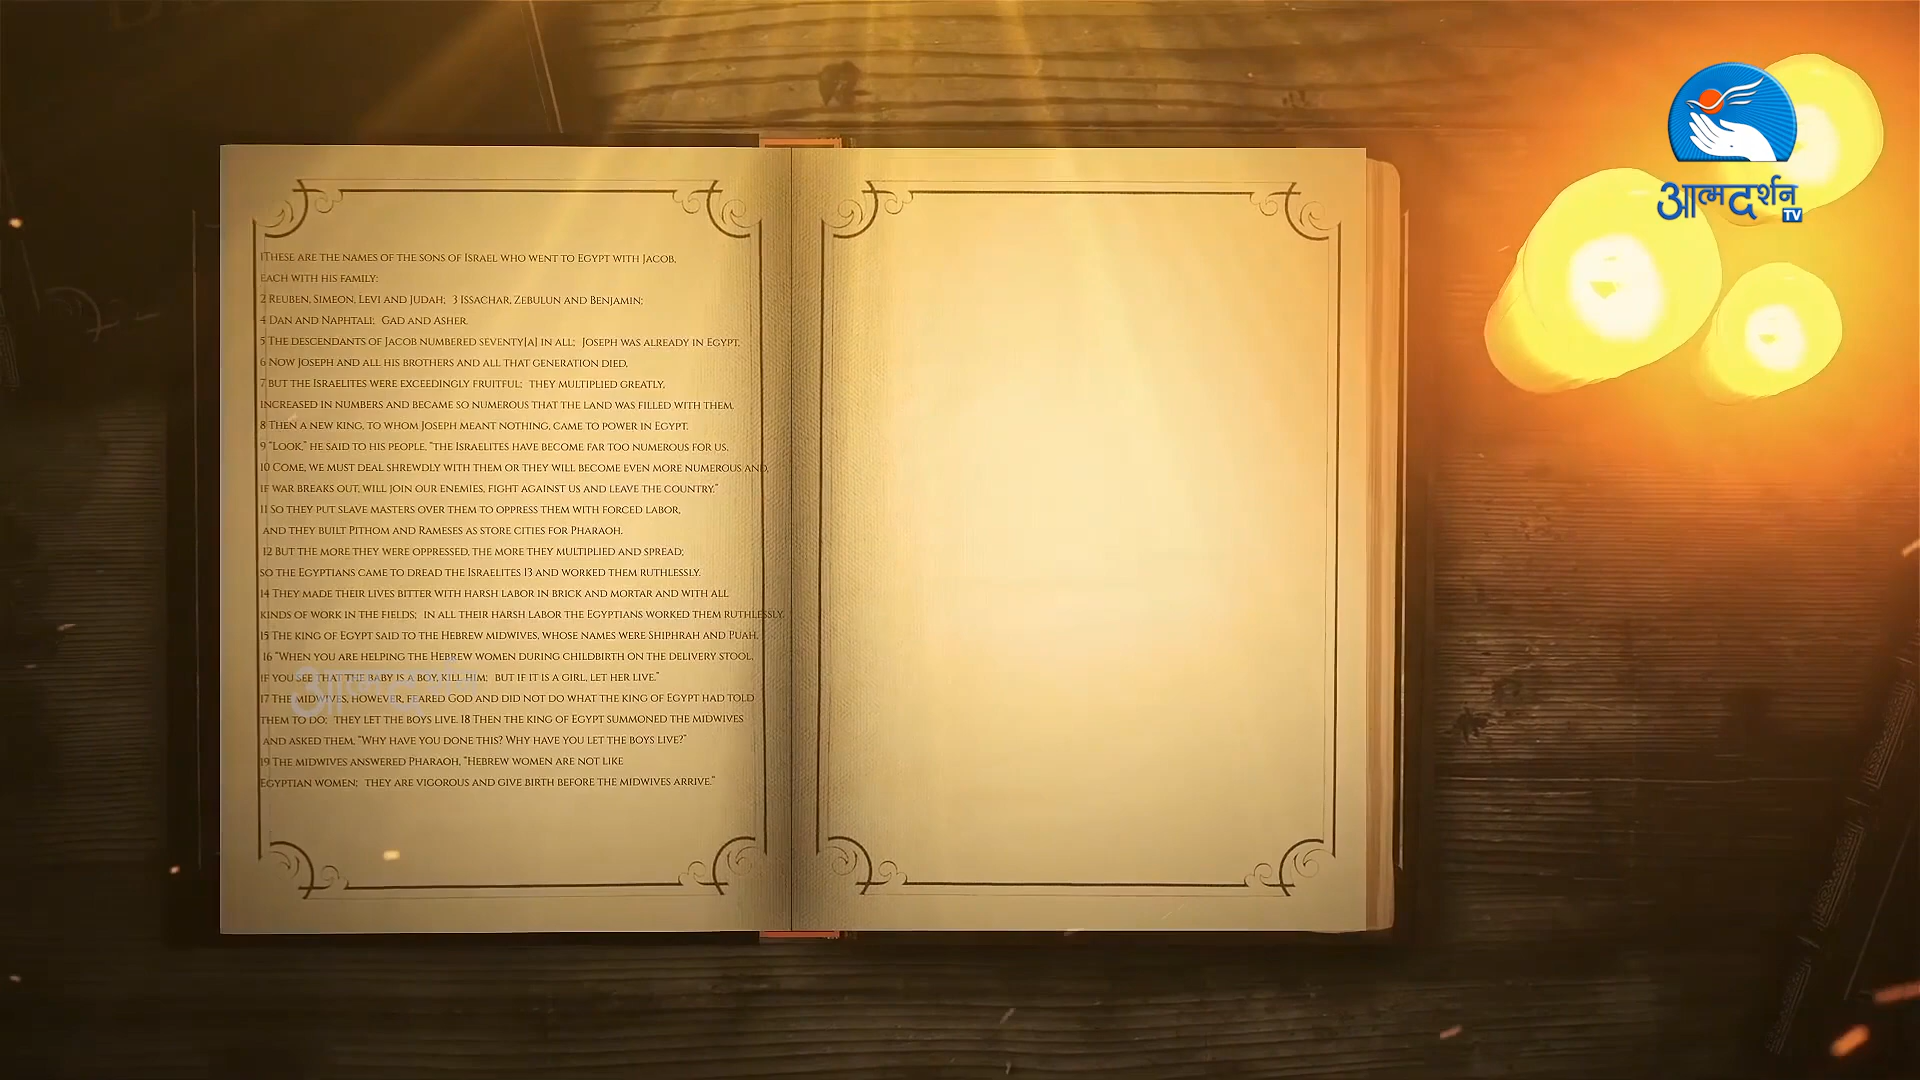 1These are the names of the sons of Israel who went to Egypt with Jacob,
each with his family:
2 Reuben, Simeon, Levi and Judah;  3 Issachar, Zebulun and Benjamin;
4 Dan and Naphtali;  Gad and Asher.
5 The descendants of Jacob numbered seventy[a] in all;  Joseph was already in Egypt.
6 Now Joseph and all his brothers and all that generation died,
7 but the Israelites were exceedingly fruitful;  they multiplied greatly,
increased in numbers and became so numerous that the land was filled with them.
8 Then a new king, to whom Joseph meant nothing, came to power in Egypt.
9 “Look,” he said to his people, “the Israelites have become far too numerous for us.
10 Come, we must deal shrewdly with them or they will become even more numerous and,
if war breaks out, will join our enemies, fight against us and leave the country.”
11 So they put slave masters over them to oppress them with forced labor,
and they built Pithom and Rameses as store cities for Pharaoh.
12 But the more they were oppressed, the more they multiplied and spread;
so the Egyptians came to dread the Israelites 13 and worked them ruthlessly.
14 They made their lives bitter with harsh labor in brick and mortar and with all
kinds of work in the fields;  in all their harsh labor the Egyptians worked them ruthlessly.
15 The king of Egypt said to the Hebrew midwives, whose names were Shiphrah and Puah,
16 “When you are helping the Hebrew women during childbirth on the delivery stool,
if you see that the baby is a boy, kill him;  but if it is a girl, let her live.”
17 The midwives, however, feared God and did not do what the king of Egypt had told
them to do;  they let the boys live. 18 Then the king of Egypt summoned the midwives
and asked them, “Why have you done this? Why have you let the boys live?”
19 The midwives answered Pharaoh, “Hebrew women are not like
Egyptian women;  they are vigorous and give birth before the midwives arrive.”
आत्मदर्शन
TV